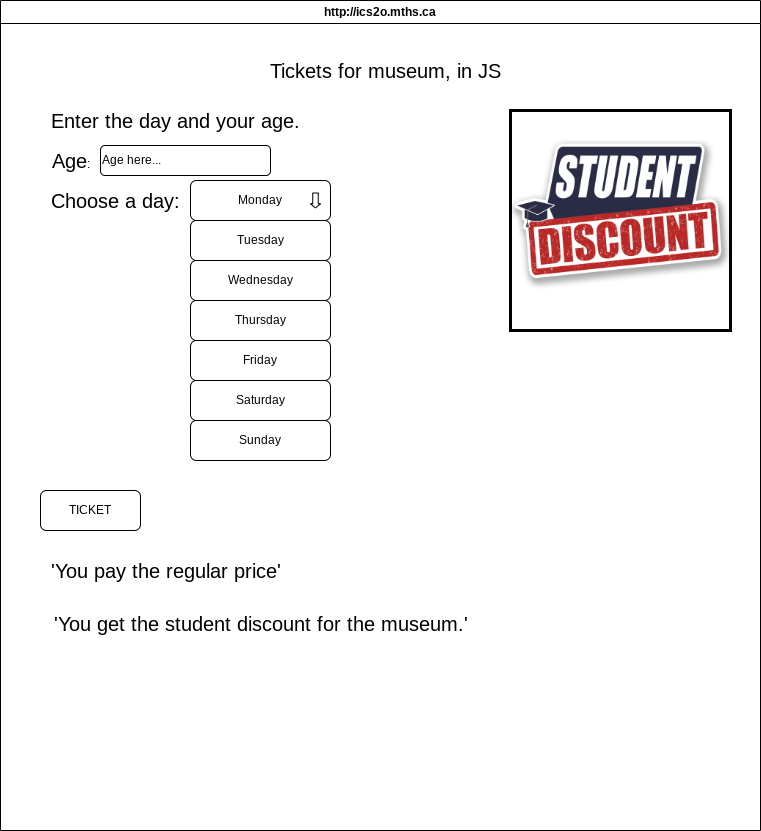 http://ics2o.mths.ca
Tickets for museum, in JS
Enter the day and your age.
Age: Age here...
Choose a day: Monday
Tuesday
Wednesday
Thursday
Friday
Saturday
Sunday
STUDENT
DISCOUNT
TICKET
'You pay the regular price'
'You get the student discount for the museum.'